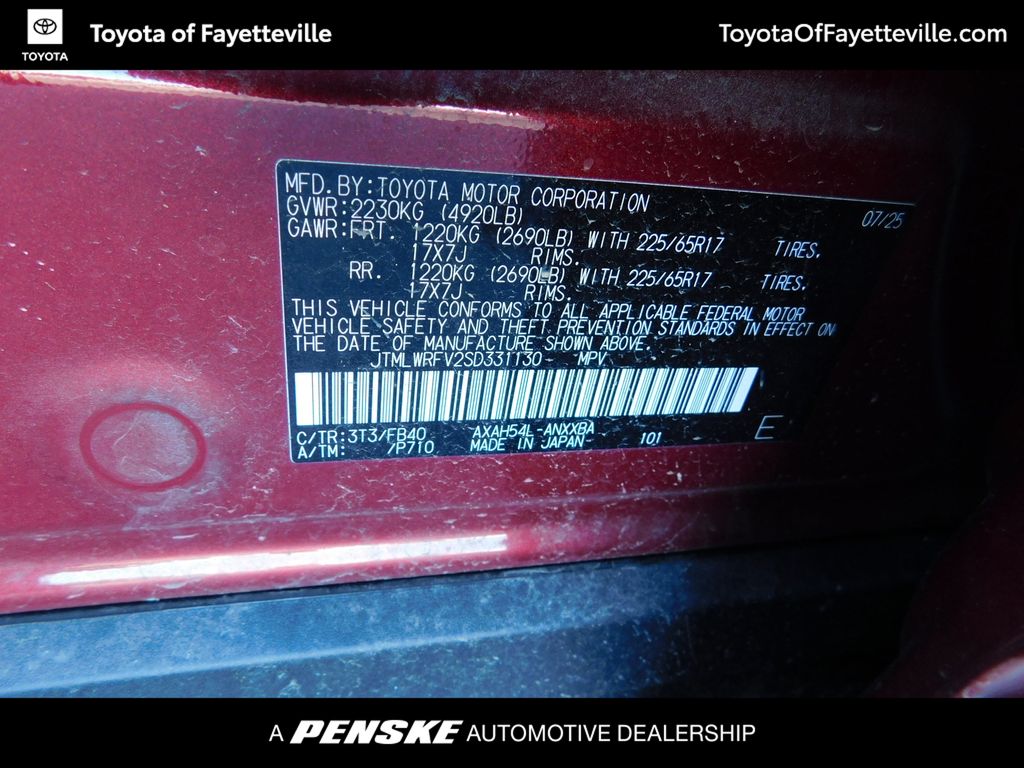 TOYOTA
Toyota of Fayetteville
ToyotaOfFayetteville.com
MFD. BY: TOYOTA MOTOR CORPORATION 07/25
GVWR: 2230KG (4920LB)
GAWR: FRT. 1220KG (2690LB) WITH 225/65R17 TIRES.
17X7J RIMS.
RR. 1220KG (2690LB) WITH 225/65R17 TIRES.
17X7J RIMS.
THIS VEHICLE CONFORMS TO ALL APPLICABLE FEDERAL MOTOR
VEHICLE SAFETY AND THEFT PREVENTION STANDARDS IN EFFECT ON
THE DATE OF MANUFACTURE SHOWN ABOVE.
JTMLWRFV2SD331130 MPV
C/TR: 3T3/FB40 AXAH54L-ANXXBA
A/TM: /P710 MADE IN JAPAN 101 E
A PENSKE AUTOMOTIVE DEALERSHIP